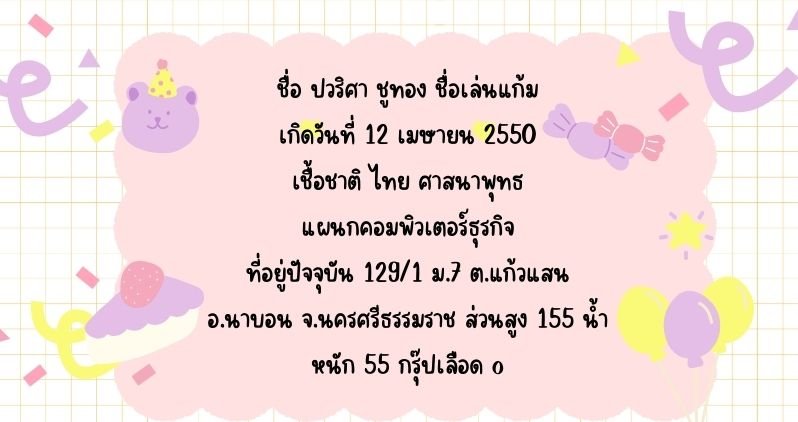 ชื่อ ปวริศา ชูทอง ชื่อเล่นแก้ม
เกิดวันที่ 12 เมษายน 2550
เชื้อชาติ ไทย ศาสนาพุทธ
แผนกคอมพิวเตอร์ธุรกิจ
ที่อยู่ปัจจุบัน 129/1 ม.7 ต.แก้วแสน
อ.นาบอน จ.นครศรีธรรมราช ส่วนสูง 155 น้ำ
หนัก 55 กรุ๊ปเลือด o